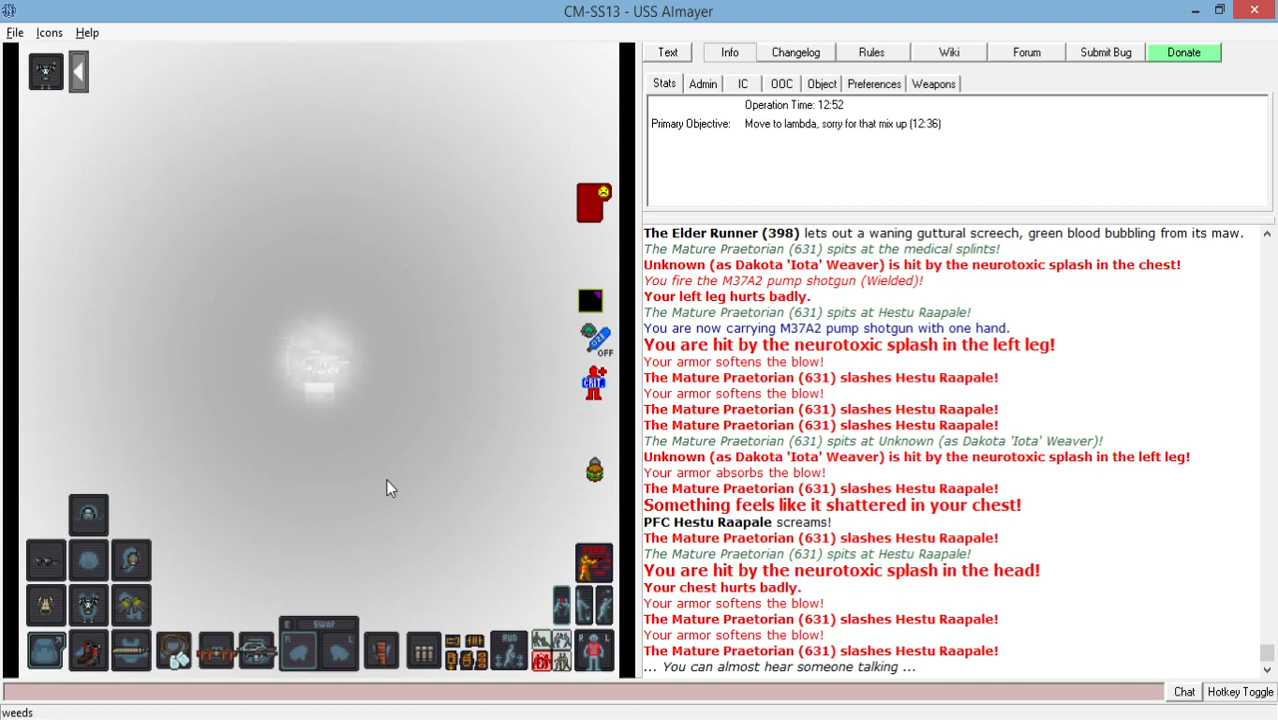 CM-SS13 - USS Almayer
File Icons Help
Text Info Changelog Rules Wiki Forum Submit Bug Donate
Stats Admin IC OOC Object Preferences Weapons
Operation Time: 12:52
Primary Objective: Move to lambda, sorry for that mix up (12:36)
The Elder Runner (398) lets out a waning guttural screech, green blood bubbling from its maw.
The Mature Praetorian (631) spits at the medical splints!
Unknown (as Dakota 'Iota' Weaver) is hit by the neurotoxic splash in the chest!
You fire the M37A2 pump shotgun (Wielded)!
Your left leg hurts badly.
The Mature Praetorian (631) spits at Hestu Raapale!
You are now carrying M37A2 pump shotgun with one hand.
You are hit by the neurotoxic splash in the left leg!
Your armor softens the blow!
The Mature Praetorian (631) slashes Hestu Raapale!
Your armor softens the blow!
The Mature Praetorian (631) slashes Hestu Raapale!
The Mature Praetorian (631) slashes Hestu Raapale!
The Mature Praetorian (631) spits at Unknown (as Dakota 'Iota' Weaver)!
Unknown (as Dakota 'Iota' Weaver) is hit by the neurotoxic splash in the left leg!
Your armor absorbs the blow!
The Mature Praetorian (631) slashes Hestu Raapale!
Something feels like it shattered in your chest!
PFC Hestu Raapale screams!
The Mature Praetorian (631) slashes Hestu Raapale!
The Mature Praetorian (631) spits at Hestu Raapale!
You are hit by the neurotoxic splash in the head!
Your chest hurts badly.
Your armor softens the blow!
The Mature Praetorian (631) slashes Hestu Raapale!
Your armor softens the blow!
The Mature Praetorian (631) slashes Hestu Raapale!
... You can almost hear someone talking ...
OFF
CRIT
FIRE
E SWAP
R L
RUN
Chat Hotkey Toggle
weeds